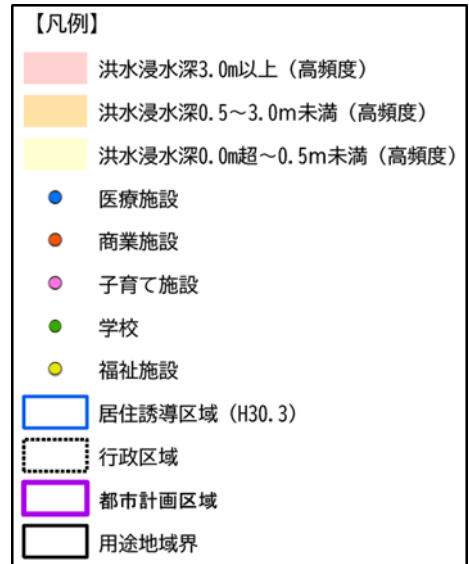 【凡例】
洪水浸水深3.0m以上（高頻度）
洪水浸水深0.5～3.0m未満（高頻度）
洪水浸水深0.0m超～0.5m未満（高頻度）
医療施設
商業施設
子育て施設
学校
福祉施設
居住誘導区域（H30.3）
行政区域
都市計画区域
用途地域界